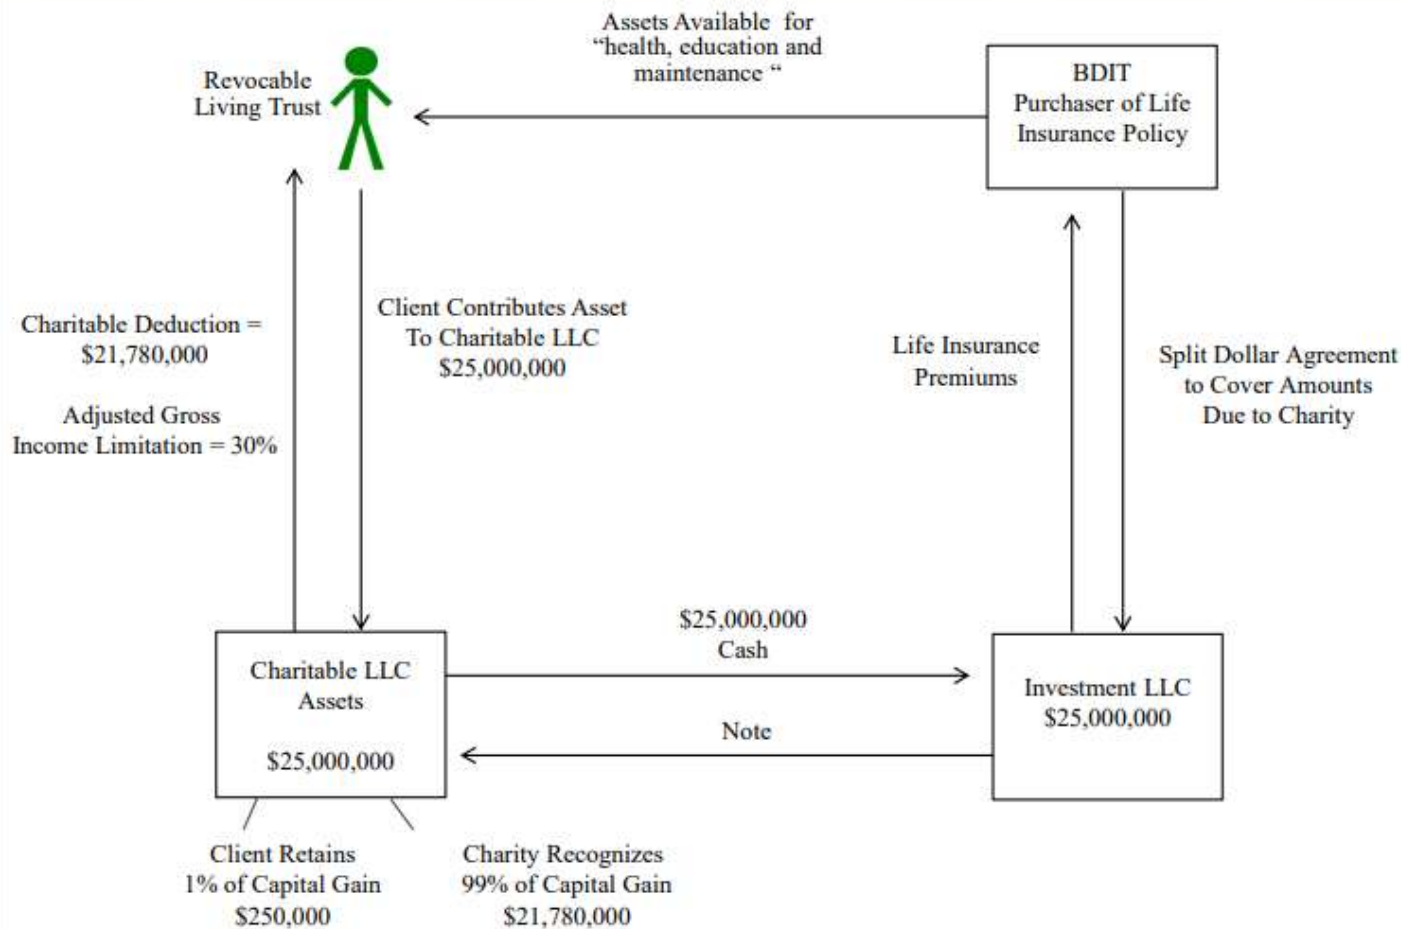 Assets Available for
“health, education and
maintenance “
Revocable
Living Trust
BDIT
Purchaser of Life
Insurance Policy
Charitable Deduction =
$21,780,000
Adjusted Gross
Income Limitation = 30%
Client Contributes Asset
To Charitable LLC
$25,000,000
Life Insurance
Premiums
Split Dollar Agreement
to Cover Amounts
Due to Charity
Charitable LLC
Assets
$25,000,000
$25,000,000
Cash
Note
Investment LLC
$25,000,000
Client Retains
1% of Capital Gain
$250,000
Charity Recognizes
99% of Capital Gain
$21,780,000